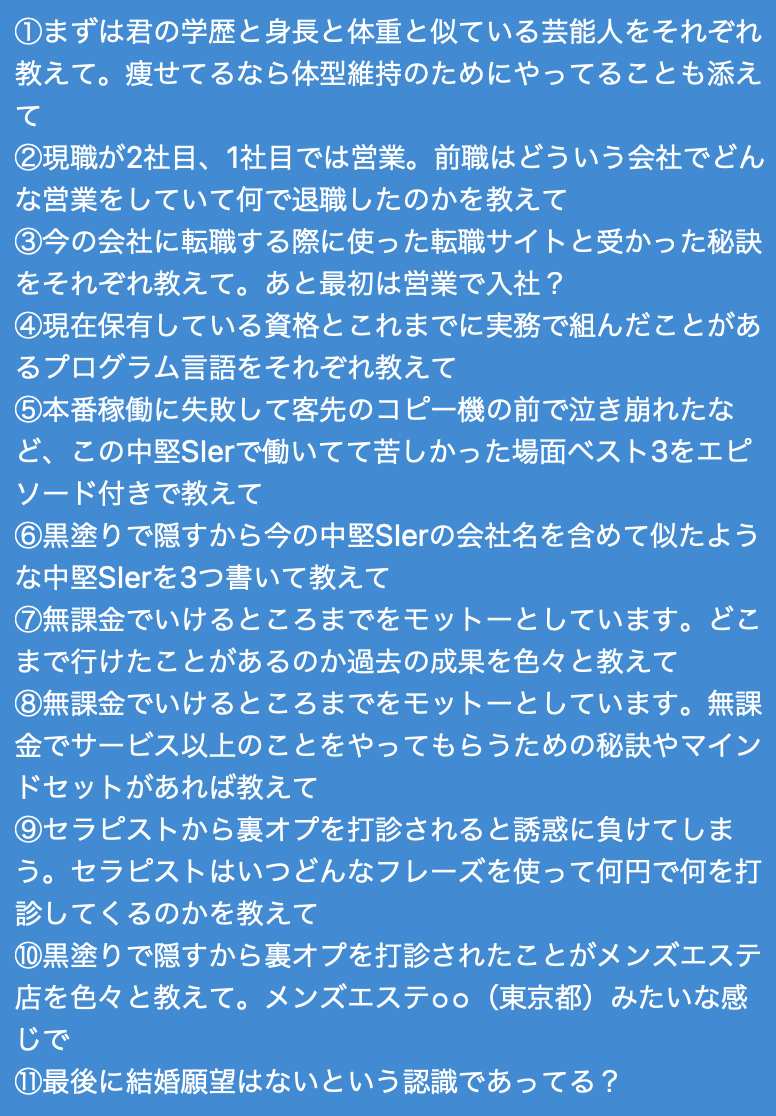 ①まずは君の学歴と身長と体重と似ている芸能人をそれぞれ
教えて。痩せてるなら体型維持のためにやってることも添え
て
②現職が2社目、1社目では営業。前職はどういう会社でどん
な営業をしていて何で退職したのかを教えて
③今の会社に転職する際に使った転職サイトと受かった秘訣
をそれぞれ教えて。あと最初は営業で入社？
④現在保有している資格とこれまでに実務で組んだことがあ
るプログラム言語をそれぞれ教えて
⑤本番稼働に失敗して客先のコピー機の前で泣き崩れたな
ど、この中堅SIerで働いてて苦しかった場面ベスト3をエピ
ソード付きで教えて
⑥黒塗りで隠すから今の中堅SIerの会社名を含めて似たよう
な中堅SIerを3つ書いて教えて
⑦無課金でいけるところまでをモットーとしています。どこ
まで行けたことがあるのか過去の成果を色々と教えて
⑧無課金でいけるところまでをモットーとしています。無課
金でサービス以上のことをやってもらうための秘訣やマイン
ドセットがあれば教えて
⑨セラピストから裏オプを打診されると誘惑に負けてしま
う。セラピストはいつどんなフレーズを使って何円で何を打
診してくるのかを教えて
⑩黒塗りで隠すから裏オプを打診されたことがメンズエステ
店を色々と教えて。メンズエステoo（東京都）みたいな感
じで
⑪最後に結婚願望はないという認識であってる？